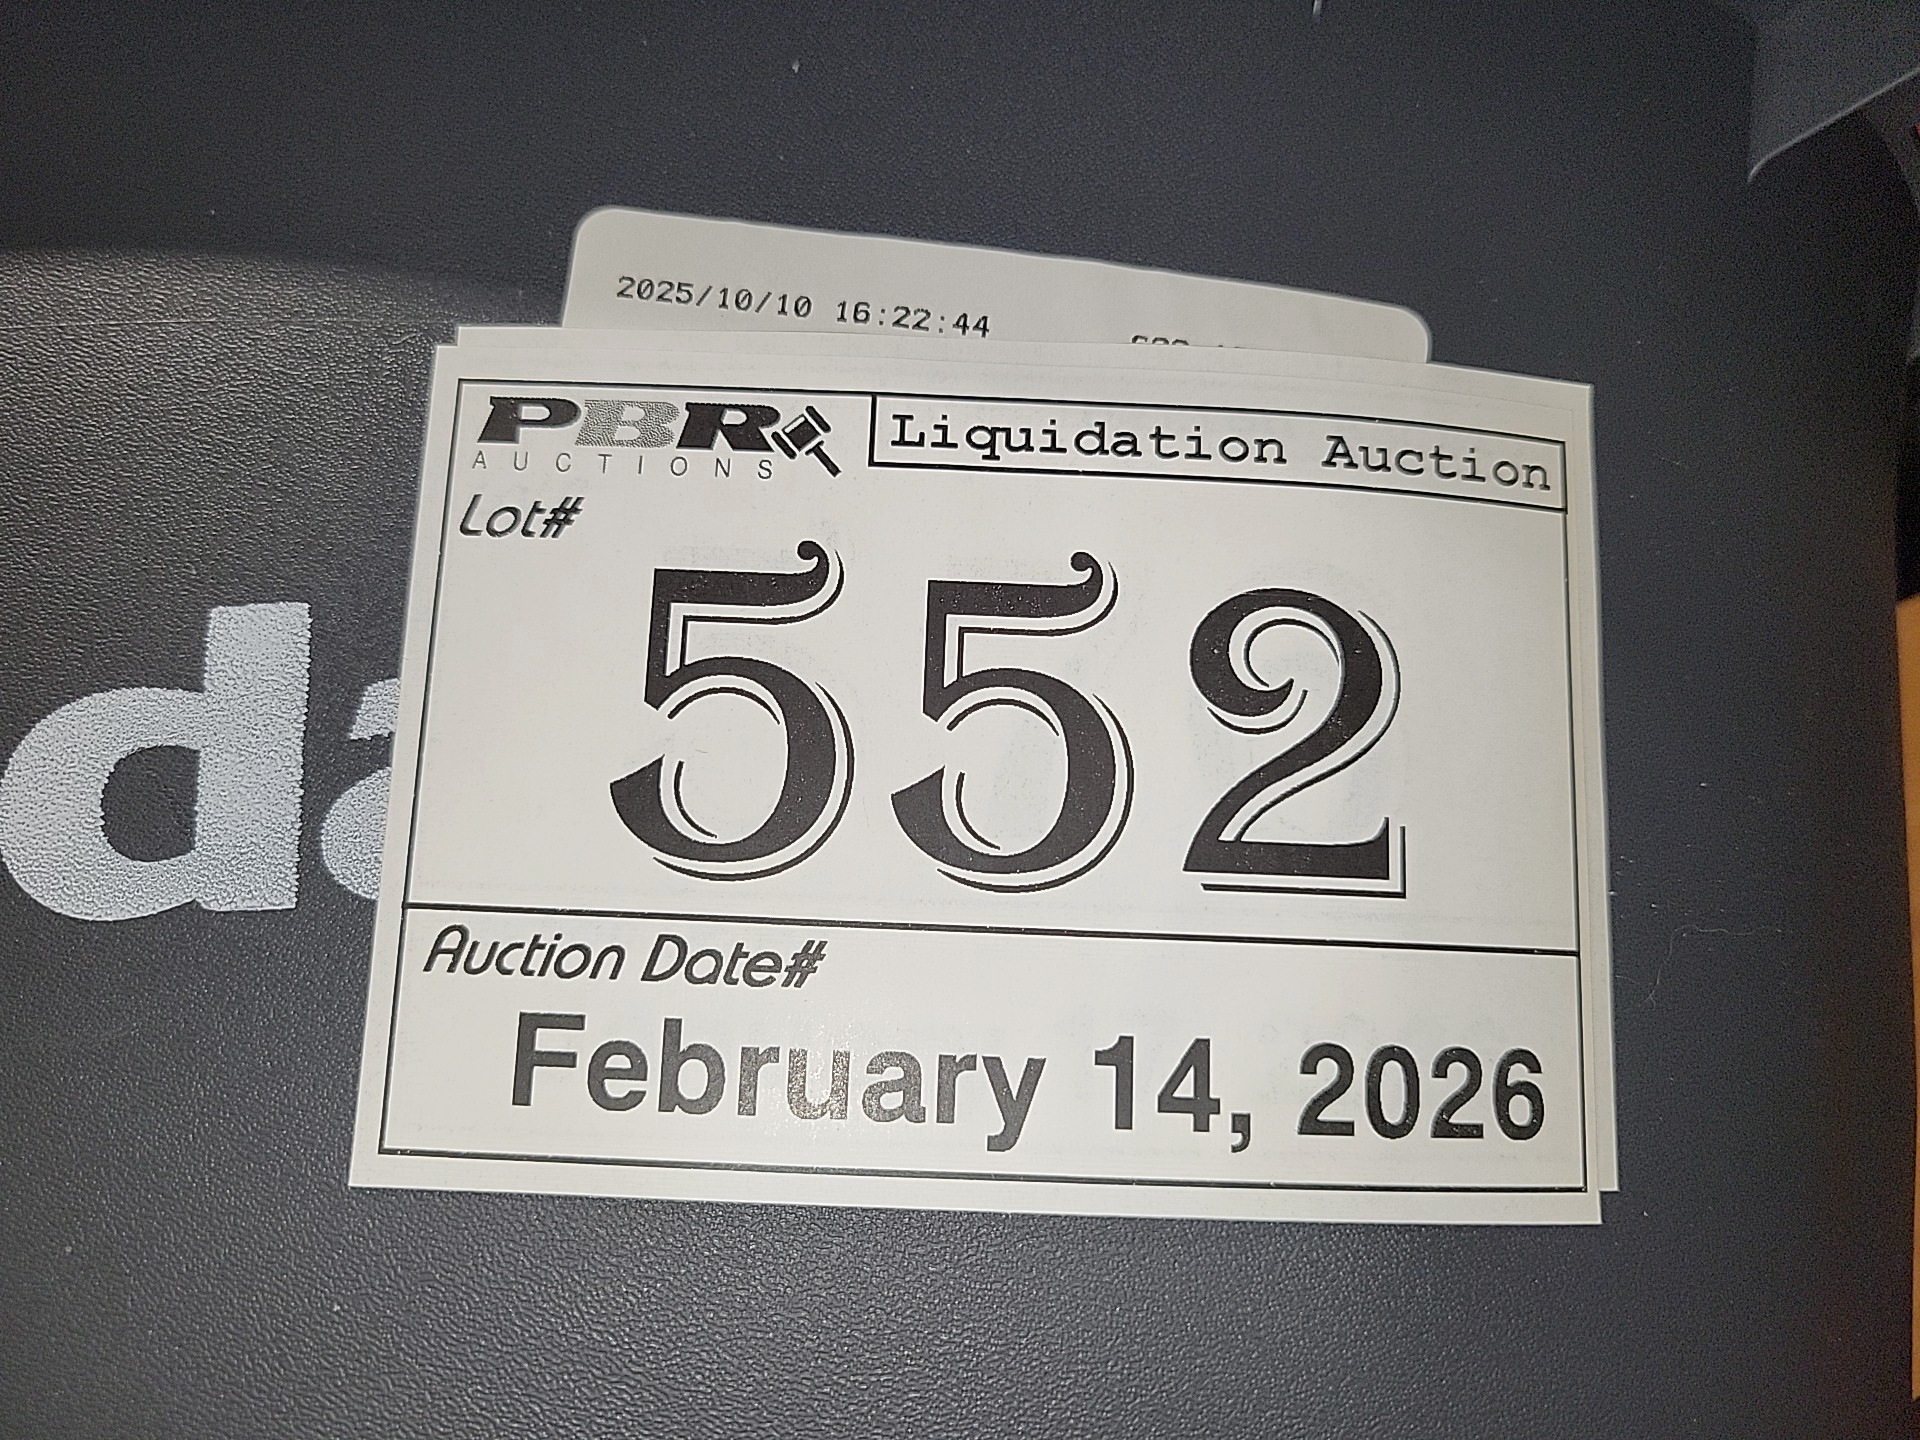 2025/10/10 16:22:44
PBR
AUCTIONS
Liquidation Auction
Lot#
552
Auction Date#
February 14, 2026